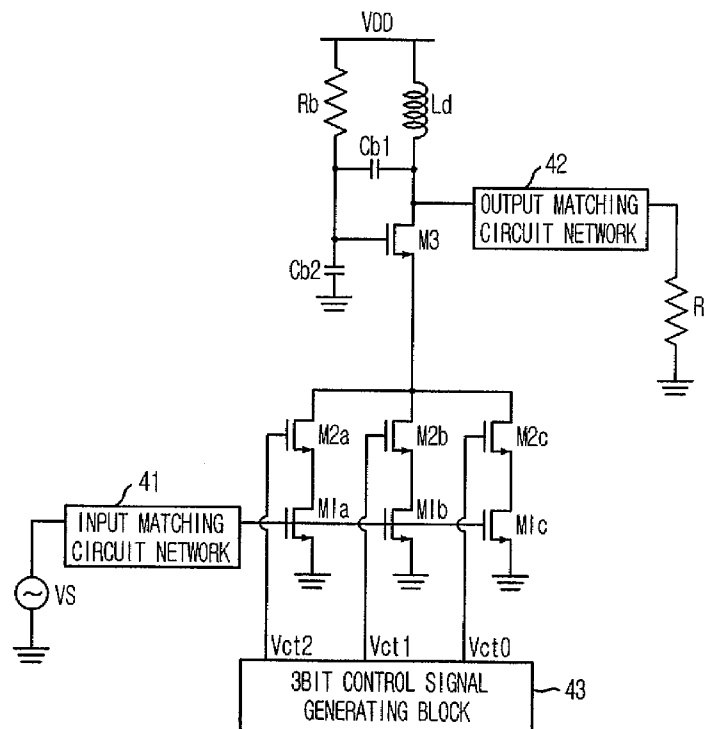 VDD
Rb
Ld
Cb1
42
OUTPUT MATCHING
CIRCUIT NETWORK
M3
Cb2
R
M2a
M2b
M2c
41
INPUT MATCHING
CIRCUIT NETWORK
M1a
M1b
M1c
VS
Vct2
Vct1
Vct0
3BIT CONTROL SIGNAL
GENERATING BLOCK
43